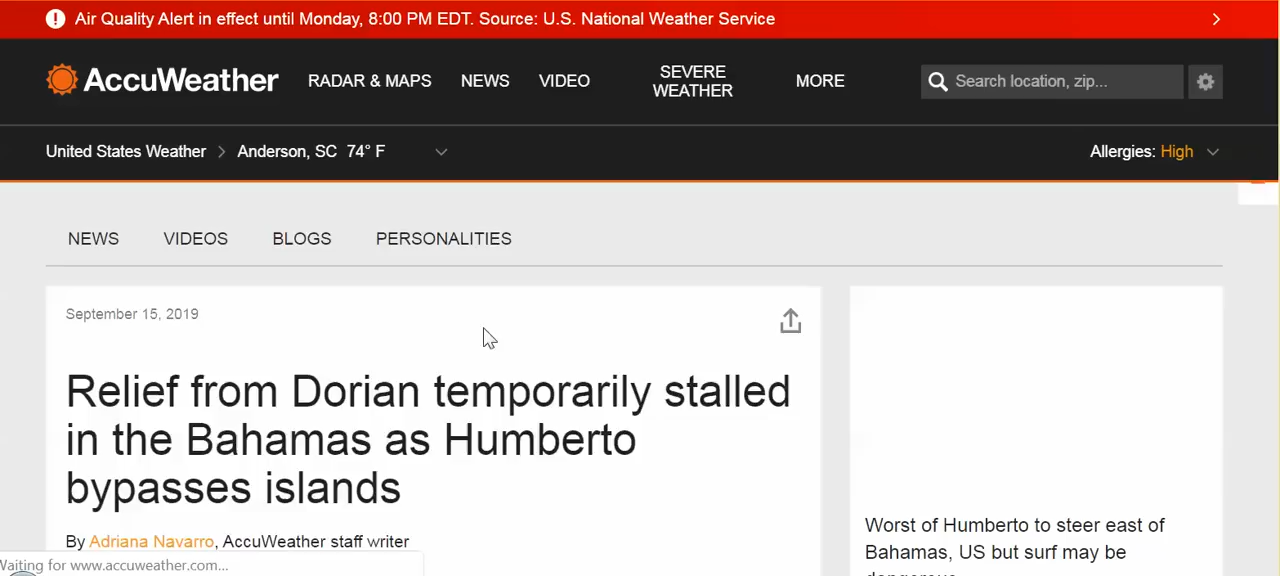 Air Quality Alert in effect until Monday, 8:00 PM EDT. Source: U.S. National Weather Service
AccuWeather
RADAR & MAPS
NEWS
VIDEO
SEVERE
WEATHER
MORE
Search location, zip...
United States Weather > Anderson, SC 74° F
Allergies: High
NEWS
VIDEOS
BLOGS
PERSONALITIES
September 15, 2019
Relief from Dorian temporarily stalled
in the Bahamas as Humberto
bypasses islands
By Adriana Navarro, AccuWeather staff writer
Worst of Humberto to steer east of
Bahamas, US but surf may be
Waiting for www.accuweather.com...